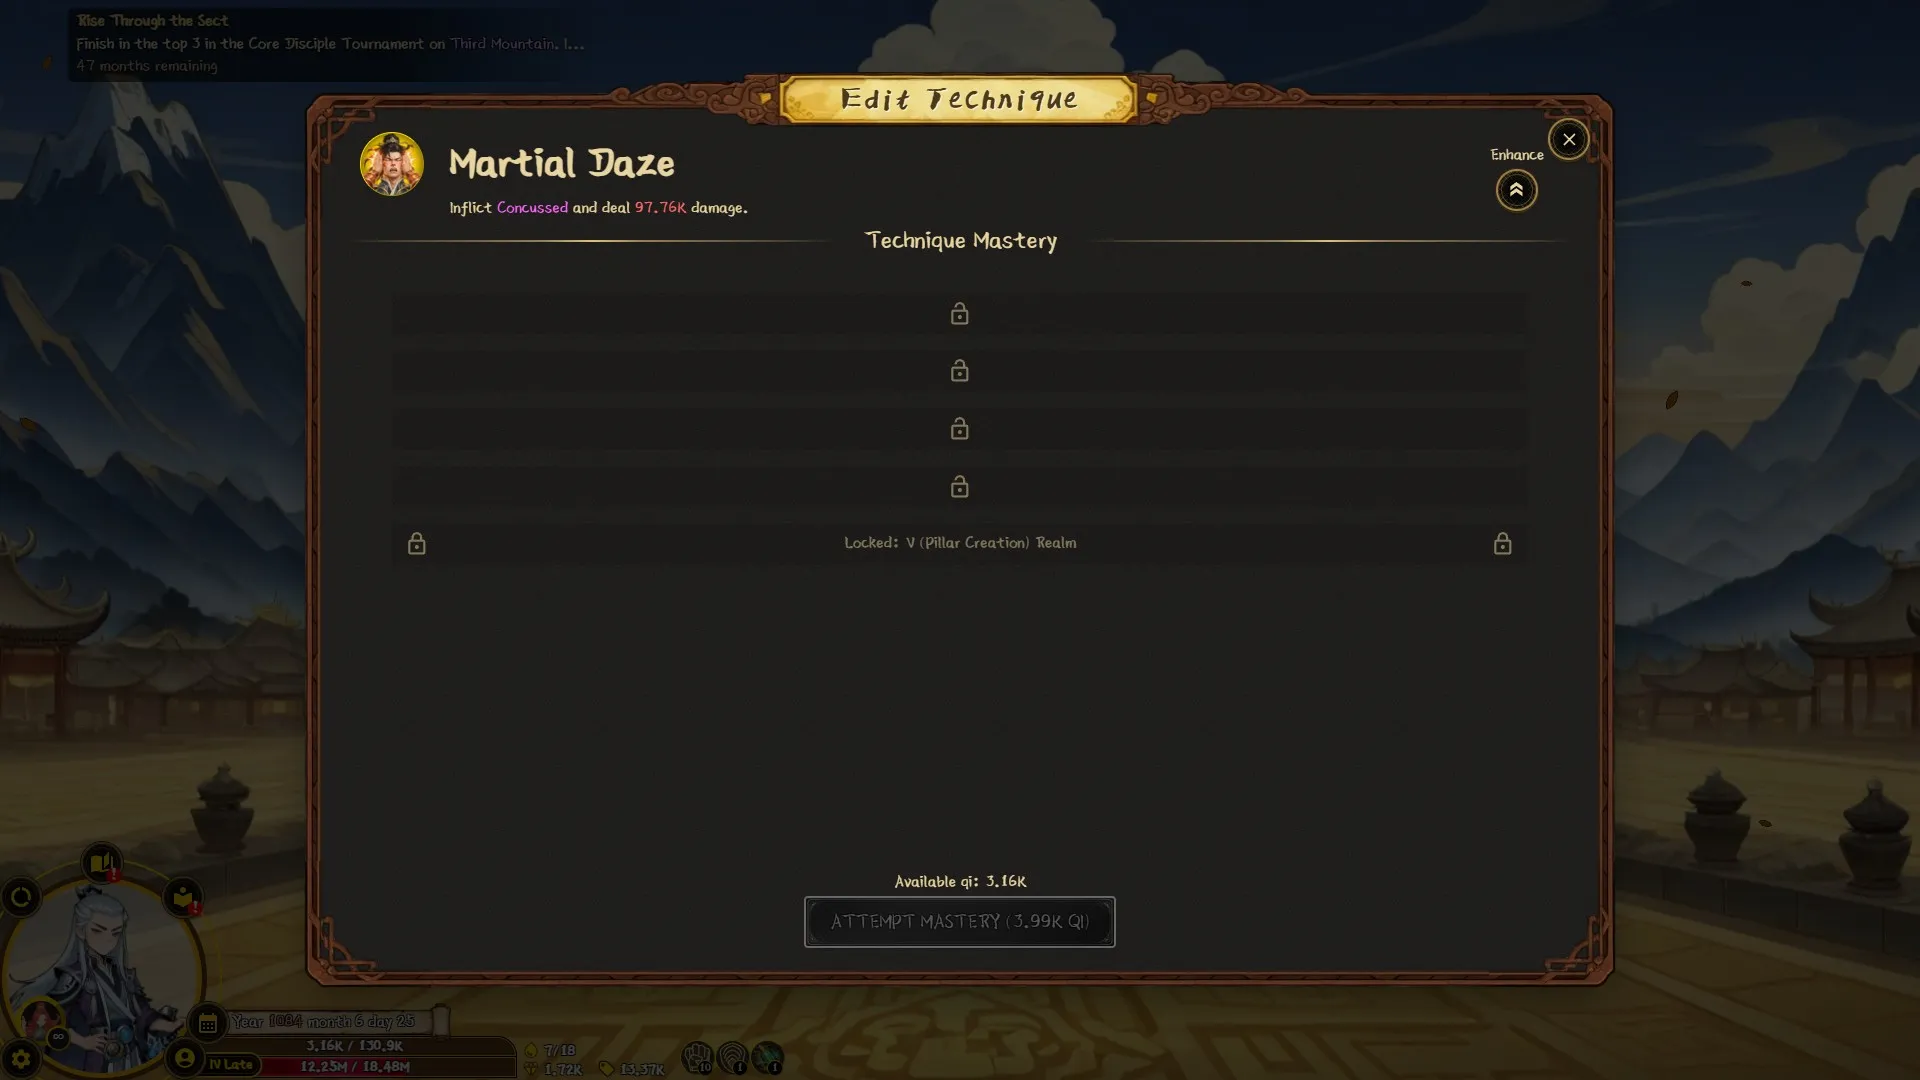 Rise Through the Sect
Finish in the top 3 in the Core Disciple Tournament on Third Mountain. I...
47 months remaining
Edit Technique
Martial Daze
Enhance
Inflict Concussed and deal 97.76K damage.
Technique Mastery
Locked: V (Pillar Creation) Realm
Available qi: 3.16K
ATTEMPT MASTERY (3.99K QI)
Year 1084 month 6 day 25
3.16K / 130.9K
IV Late
12.25M / 18.48M
7/18
1.72K
13.37K
10
1
1